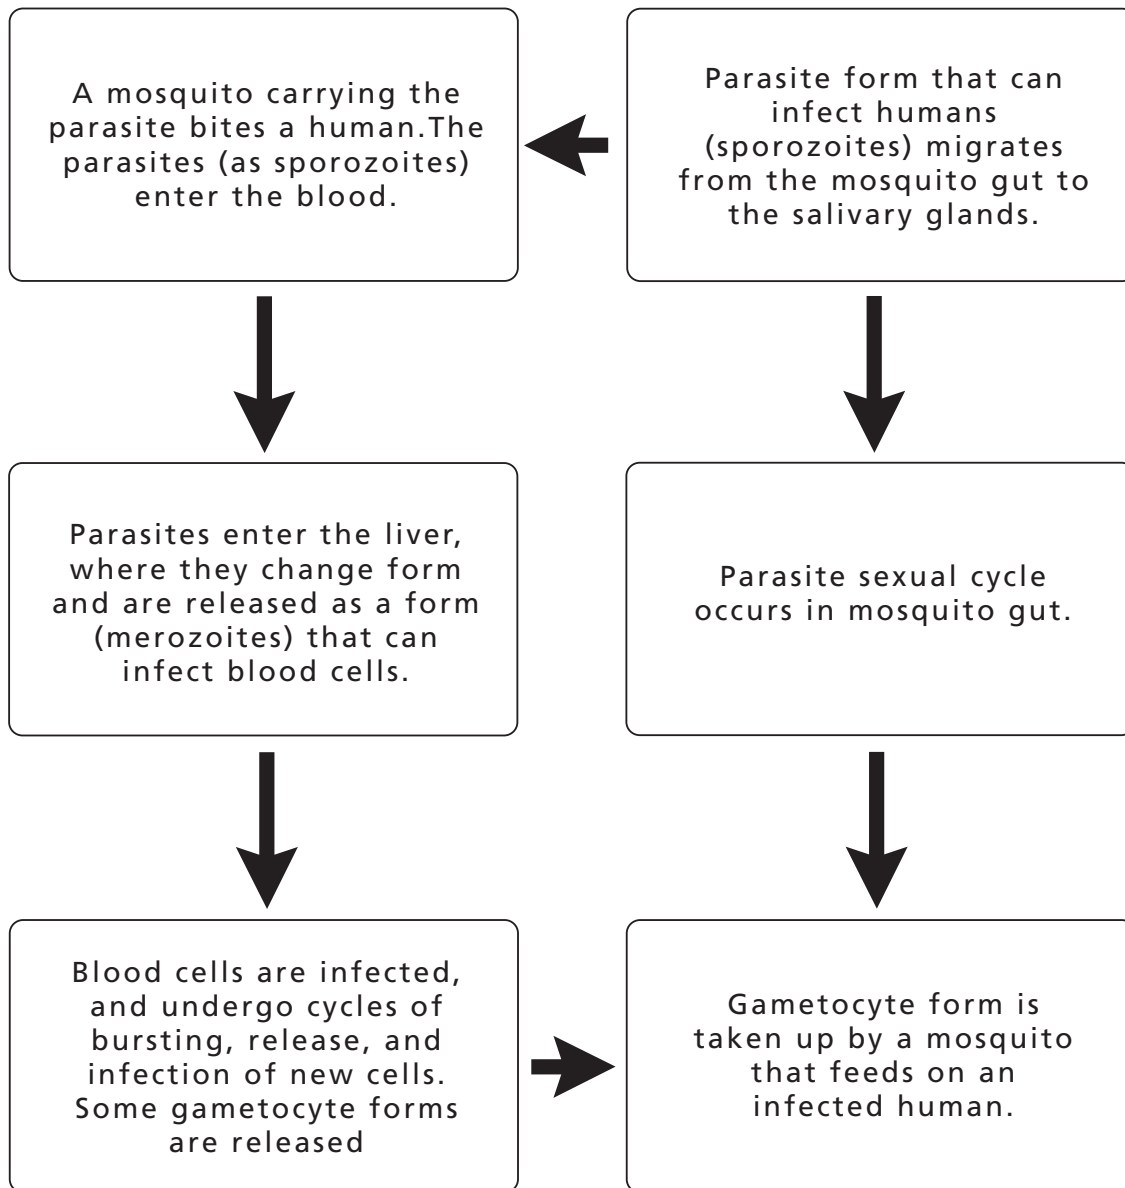 A mosquito carrying the
parasite bites a human.The
parasites (as sporozoites)
enter the blood.
Parasite form that can
infect humans
(sporozoites) migrates
from the mosquito gut to
the salivary glands.
Parasites enter the liver,
where they change form
and are released as a form
(merozoites) that can
infect blood cells.
Parasite sexual cycle
occurs in mosquito gut.
Blood cells are infected,
and undergo cycles of
bursting, release, and
infection of new cells.
Some gametocyte forms
are released
Gametocyte form is
taken up by a mosquito
that feeds on an
infected human.